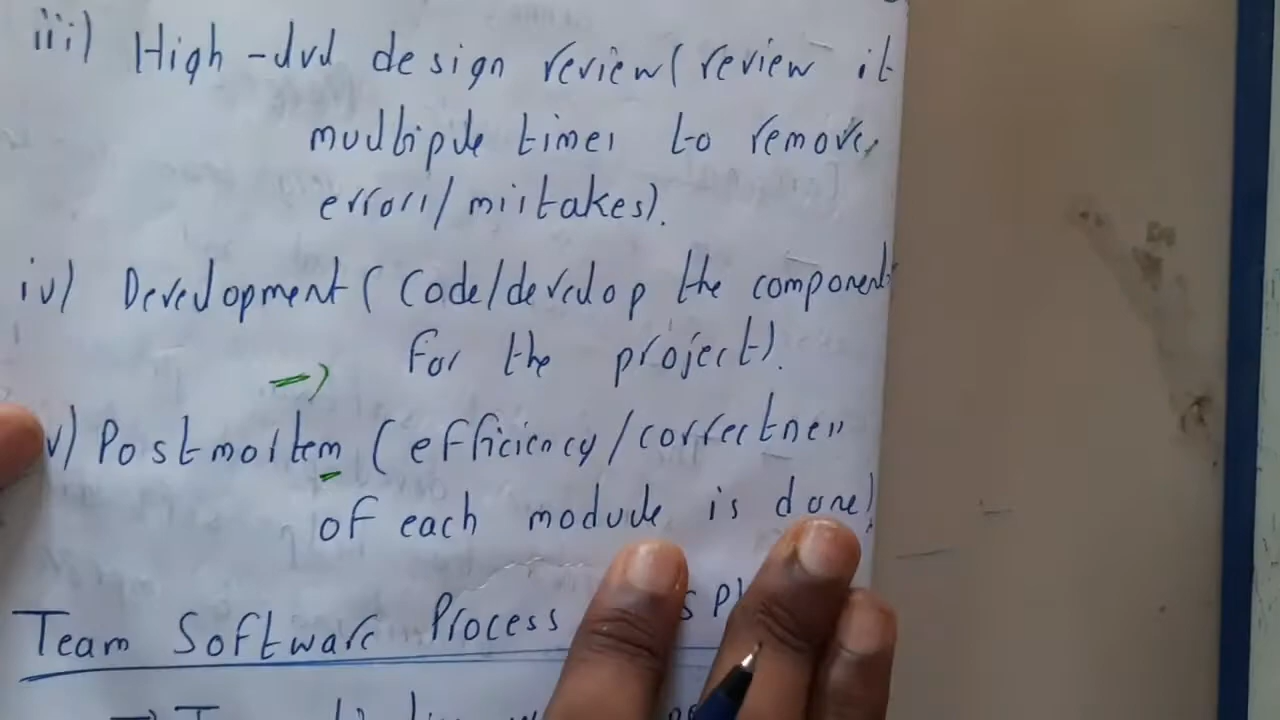 iii) High-level design review (review it
multiple times to remove
errors/mistakes).
iv) Development (Code/develop the components
for the project).
v) Postmortem (efficiency/correctness
of each module is done)
Team Software Process